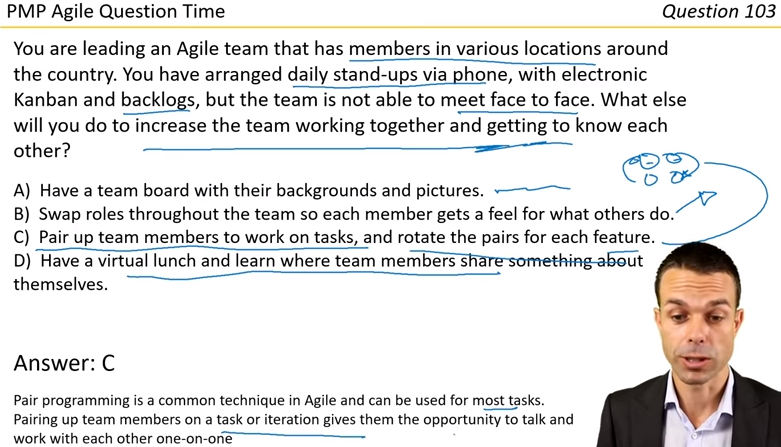 PMP Agile Question Time
Question 103
You are leading an Agile team that has members in various locations around
the country. You have arranged daily stand-ups via phone, with electronic
Kanban and backlogs, but the team is not able to meet face to face. What else
will you do to increase the team working together and getting to know each
other?
A) Have a team board with their backgrounds and pictures.
B) Swap roles throughout the team so each member gets a feel for what others do.
C) Pair up team members to work on tasks, and rotate the pairs for each feature.
D) Have a virtual lunch and learn where team members share something about
themselves.
Answer: C
Pair programming is a common technique in Agile and can be used for most tasks.
Pairing up team members on a task or iteration gives them the opportunity to talk and
work with each other one-on-one